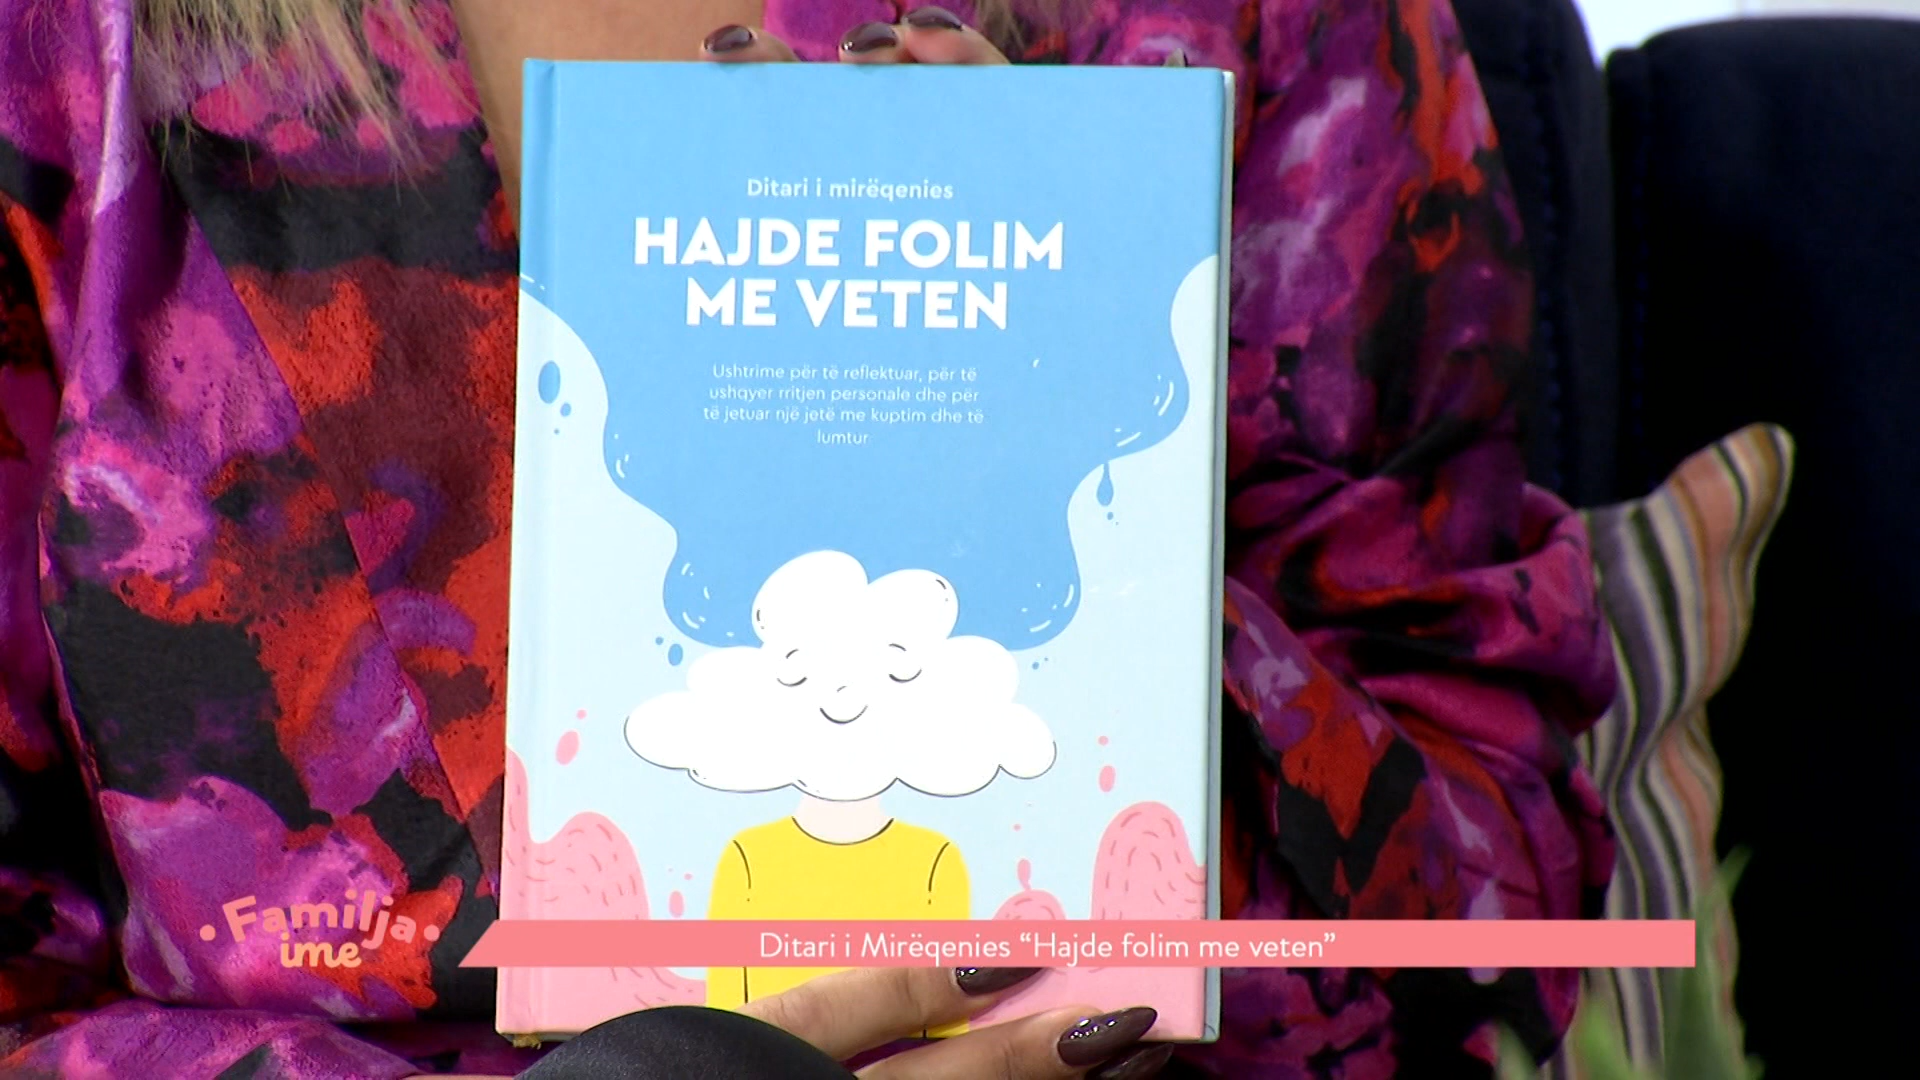 Ditari i mirëqenies
HAJDE FOLIM
ME VETEN
Ushtrime për të reflektuar, për të
ushqyer rritjen personale dhe për
të jetuar një jetë me kuptim dhe të
lumtur
Familja
ime
Ditari i Mirëqenies “Hajde folim me veten”